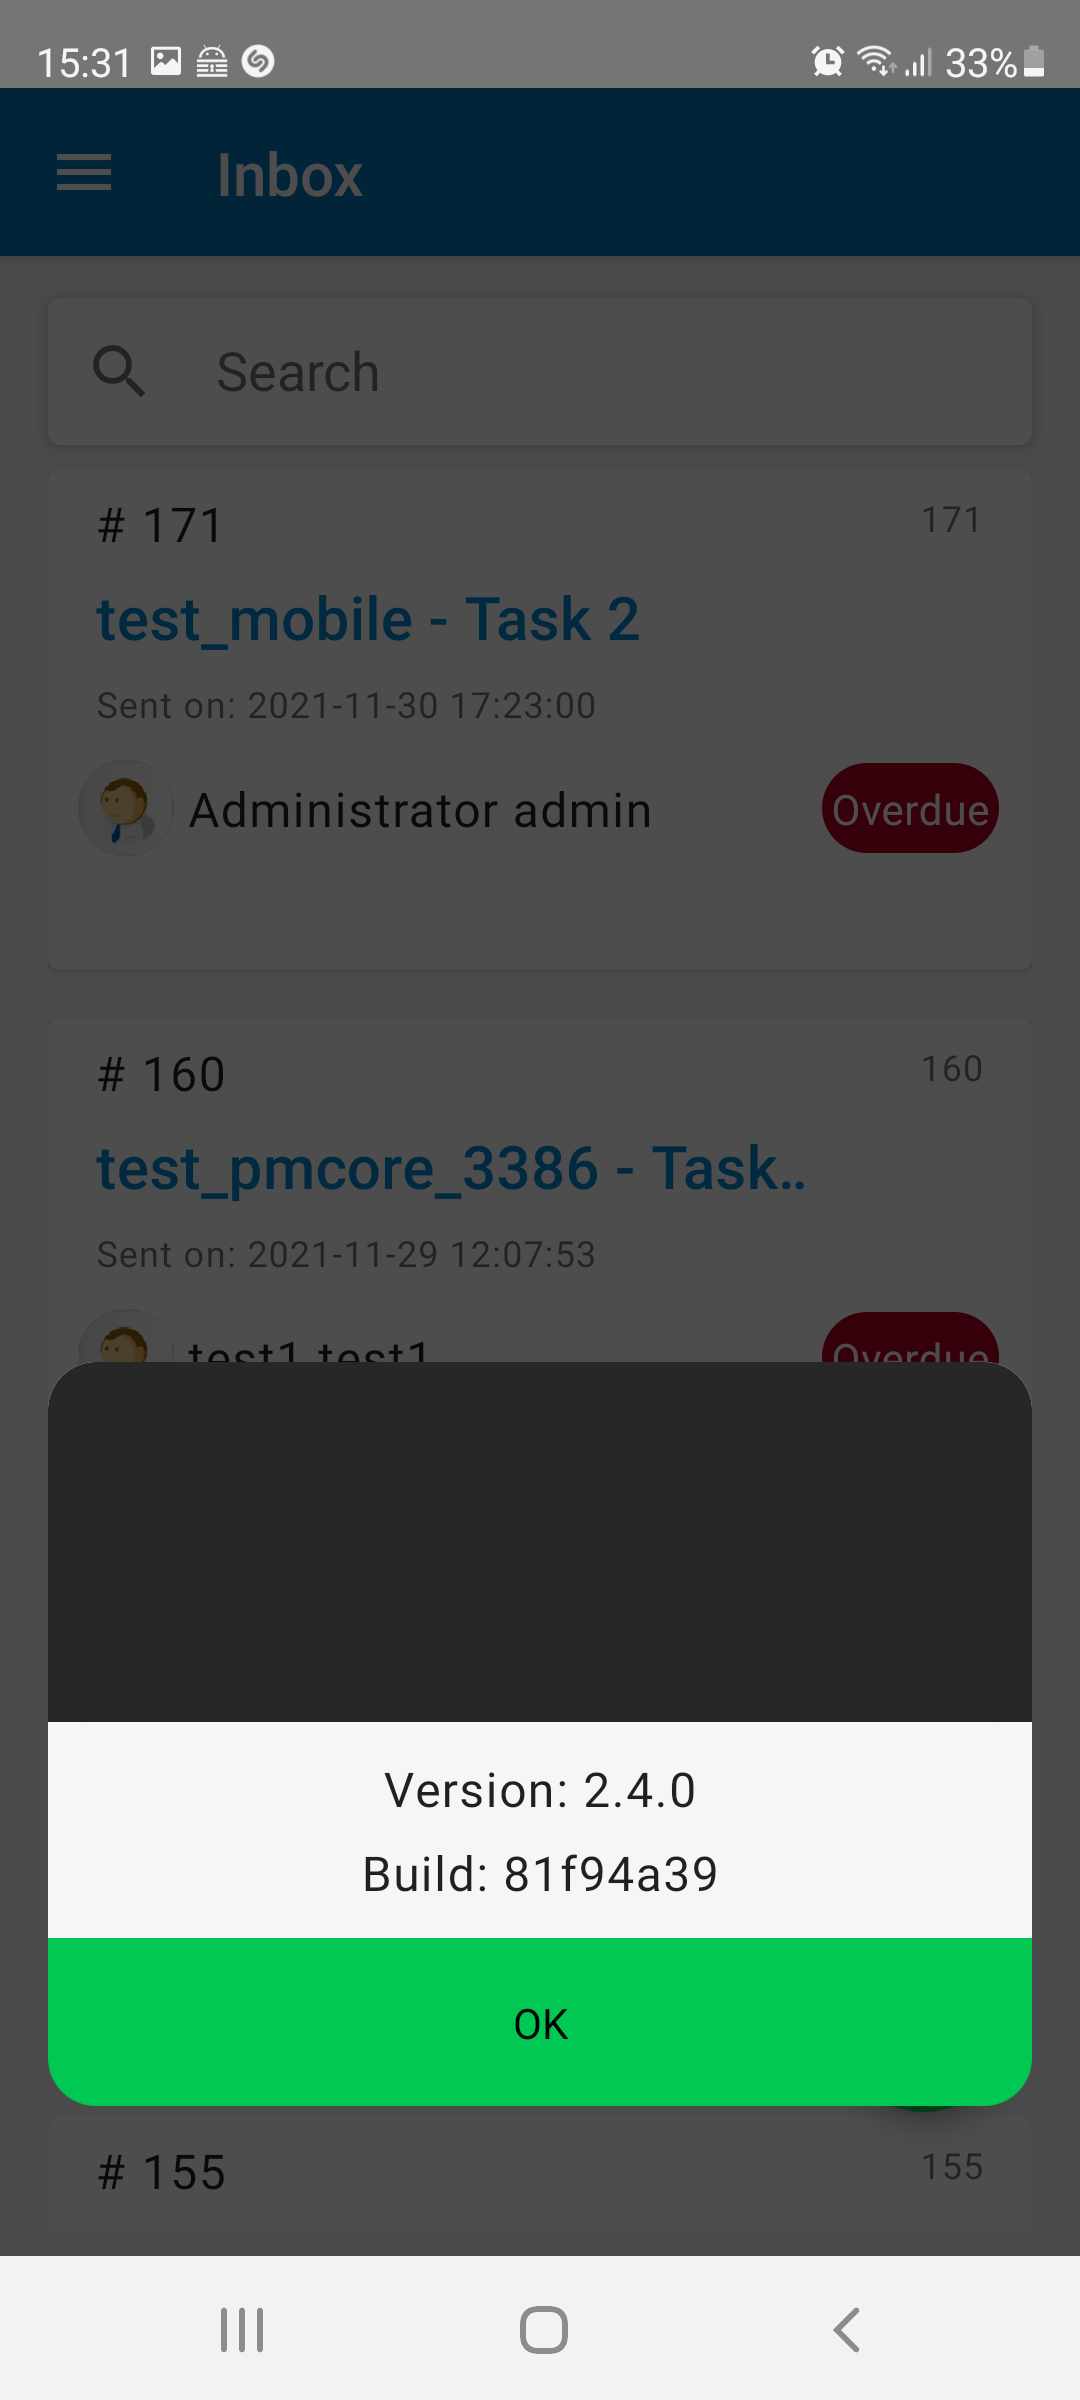 15:31
33%
Inbox
Search
# 171
171
test_mobile - Task 2
Sent on: 2021-11-30 17:23:00
Administrator admin
Overdue
# 160
160
test_pmcore_3386 - Task..
Sent on: 2021-11-29 12:07:53
test1 test1
Overdue
Version: 2.4.0
Build: 81f94a39
OK
# 155
155